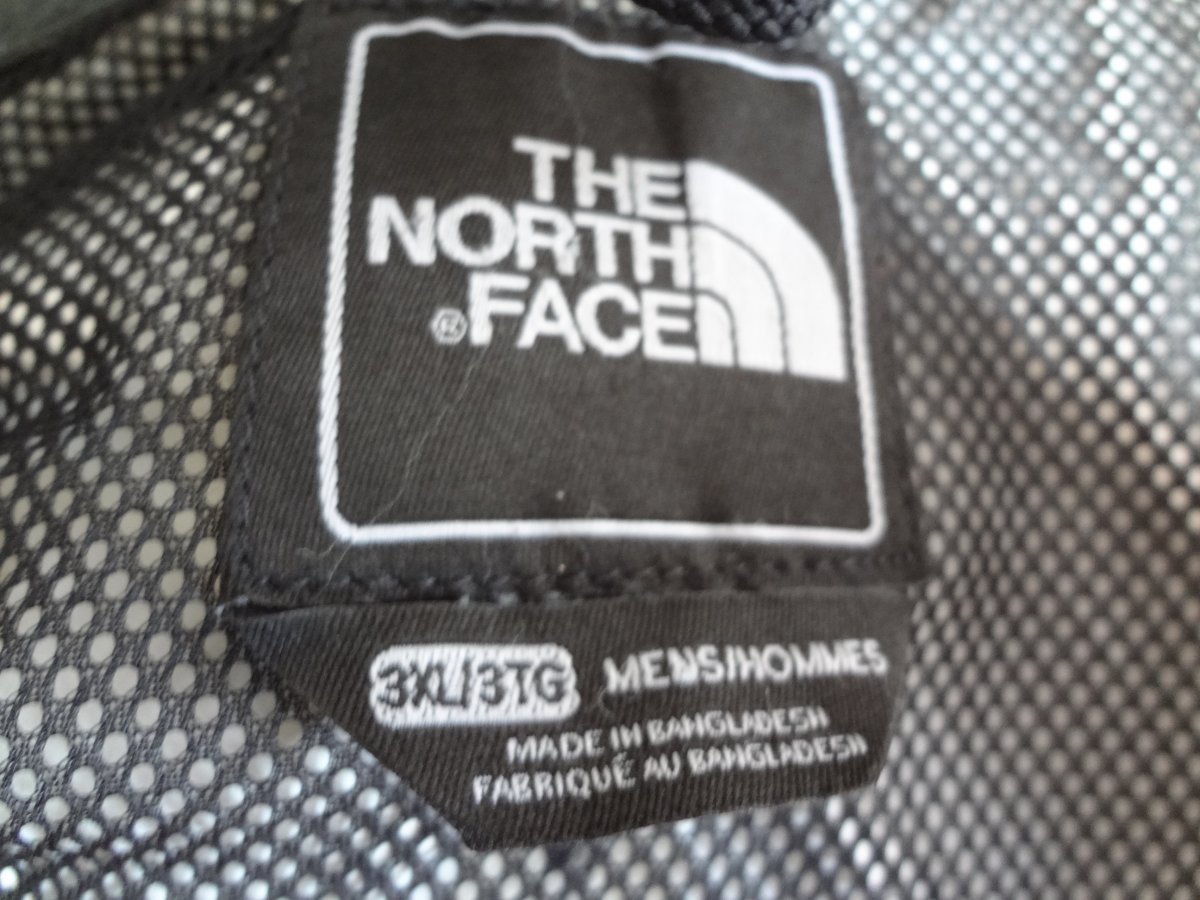 THE
NORTH
®FACE
3XL/3TG MENS/HOMMES
MADE IN BANGLADESH
FABRIQUÉ AU BANGLADESH